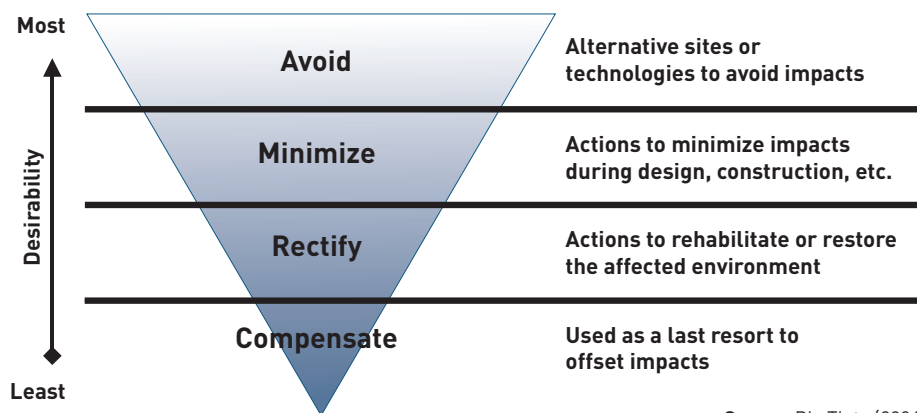 Most
Avoid
Alternative sites or
technologies to avoid impacts
Minimize
Actions to minimize impacts
during design, construction, etc.
Desirability
Rectify
Actions to rehabilitate or restore
the affected environment
Compensate
Used as a last resort to
offset impacts
Least